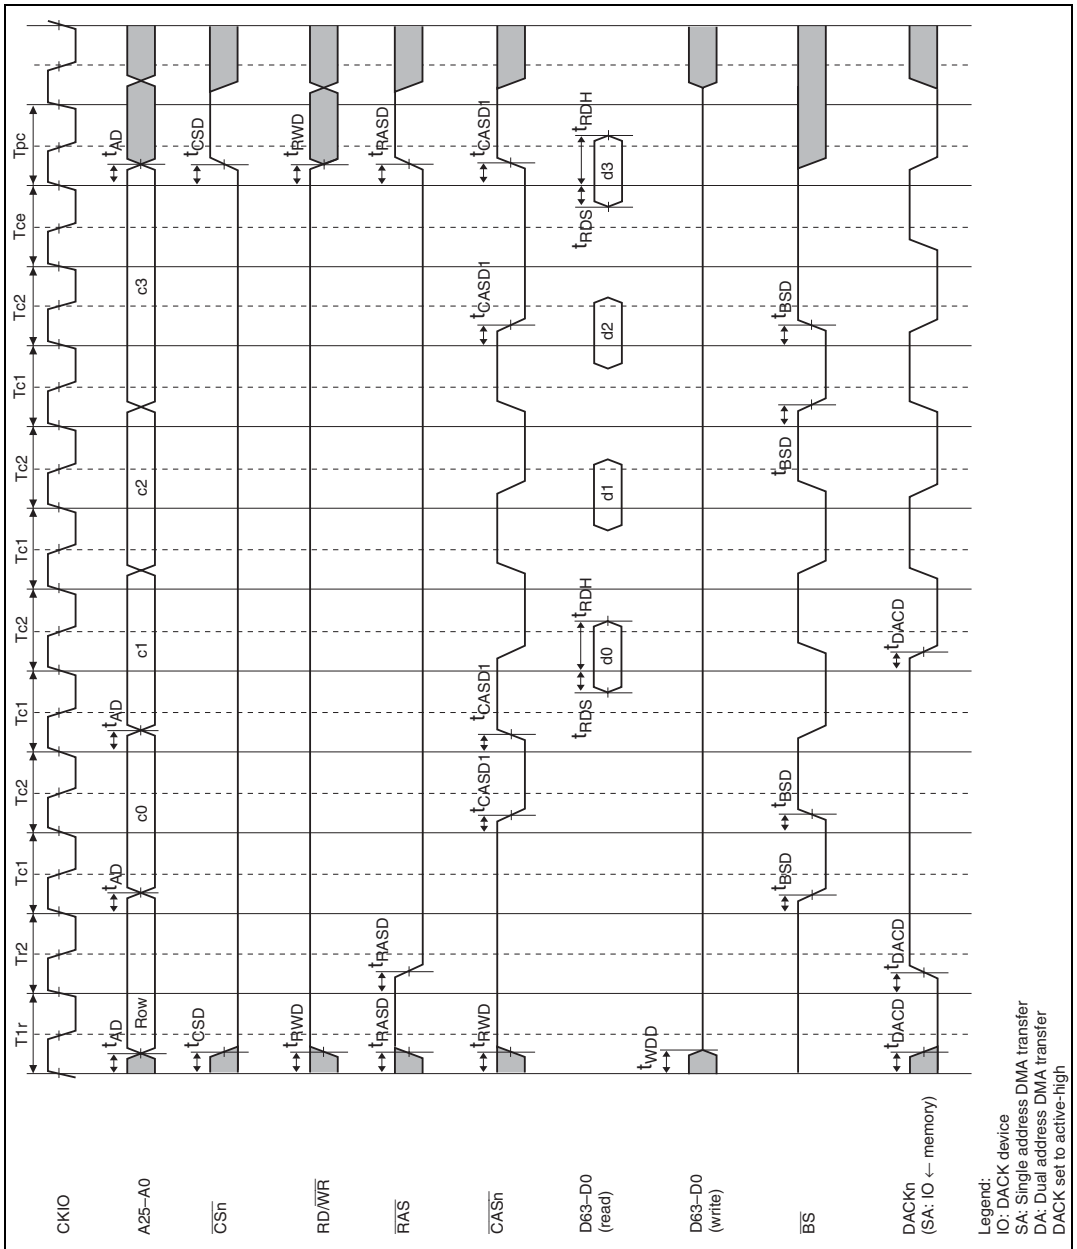 T1r Tr2 Tc1 Tc2 Tc1 Tc2 Tc1 Tc2 Tc1 Tc2 Tce Tpc
CKIO
tAD tAD tAD tAD
A25–A0 Row c0 c1 c2 c3
tCSD tCSD
CSn
tRWD tRWD
RD/WR
tRASD tRASD tRASD
RAS
tRWD tCASD1 tCASD1 tCASD1 tCASD1
CASn
tRDS tRDH tRDS tRDH
D63–D0
(read)
d0 d1 d2 d3
tWDD
D63–D0
(write)
tBSD tBSD tBSD tBSD
BS
tDACD tDACD tDACD
DACKn
(SA: IO ← memory)
Legend:
IO: DACK device
SA: Single address DMA transfer
DA: Dual address DMA transfer
DACK set to active-high